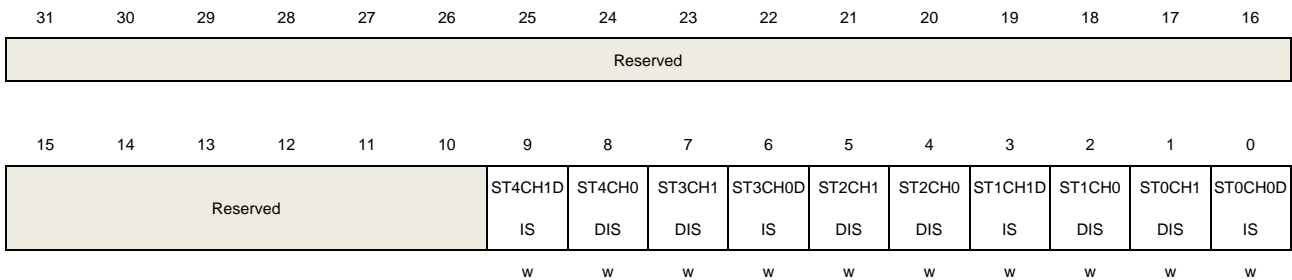 31 30 29 28 27 26 25 24 23 22 21 20 19 18 17 16
Reserved
15 14 13 12 11 10 9 8 7 6 5 4 3 2 1 0
Reserved
ST4CH1D ST4CH0 ST3CH1 ST3CH0D ST2CH1 ST2CH0 ST1CH1D ST1CH0 ST0CH1 ST0CH0D
IS DIS DIS IS DIS DIS IS DIS DIS IS
w w w w w w w w w w